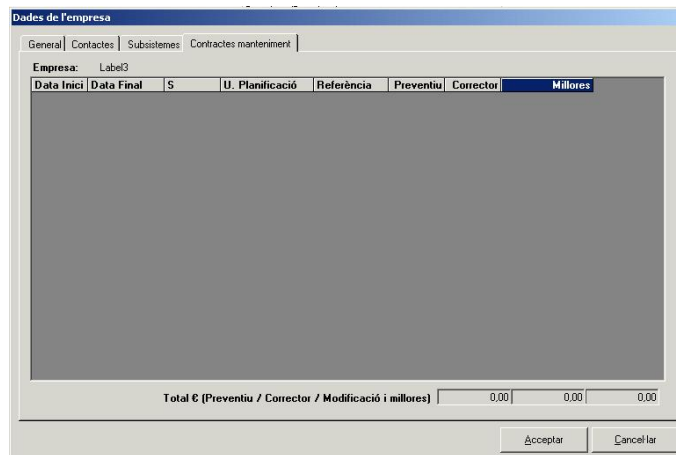 Dades de l'empresa
General Contactes Subsistemes Contractes manteniment
Empresa: Label3
Data Inici Data Final S U. Planificació Referència Preventiu Corrector Millores
Total € (Preventiu / Corrector / Modificació i millores) 0,00 0,00 0,00
Acceptar Cancel·lar